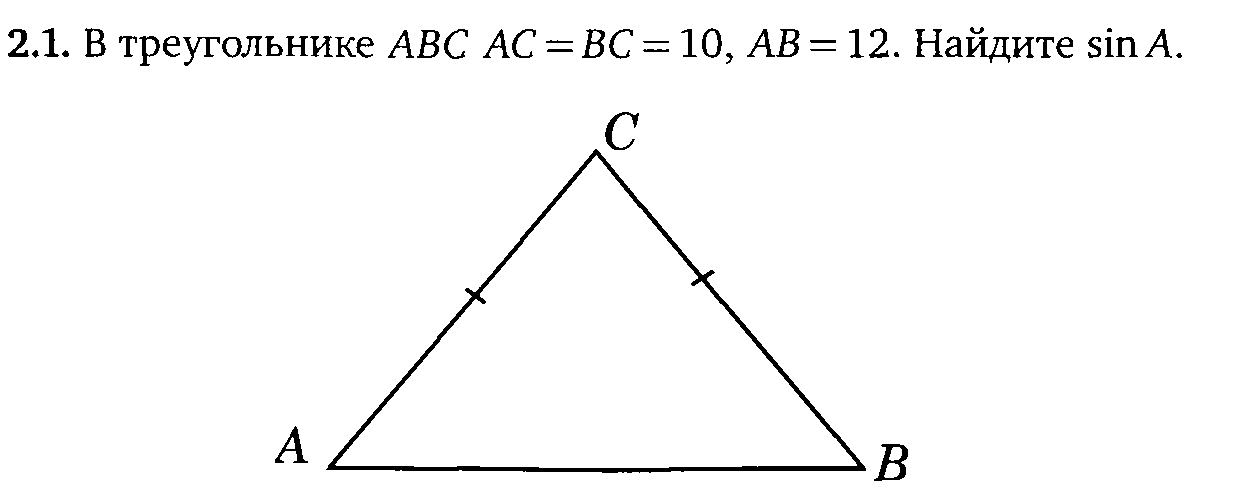 2.1. В треугольнике ABC AC = BC = 10, AB = 12. Найдите sin A.
C
A
B